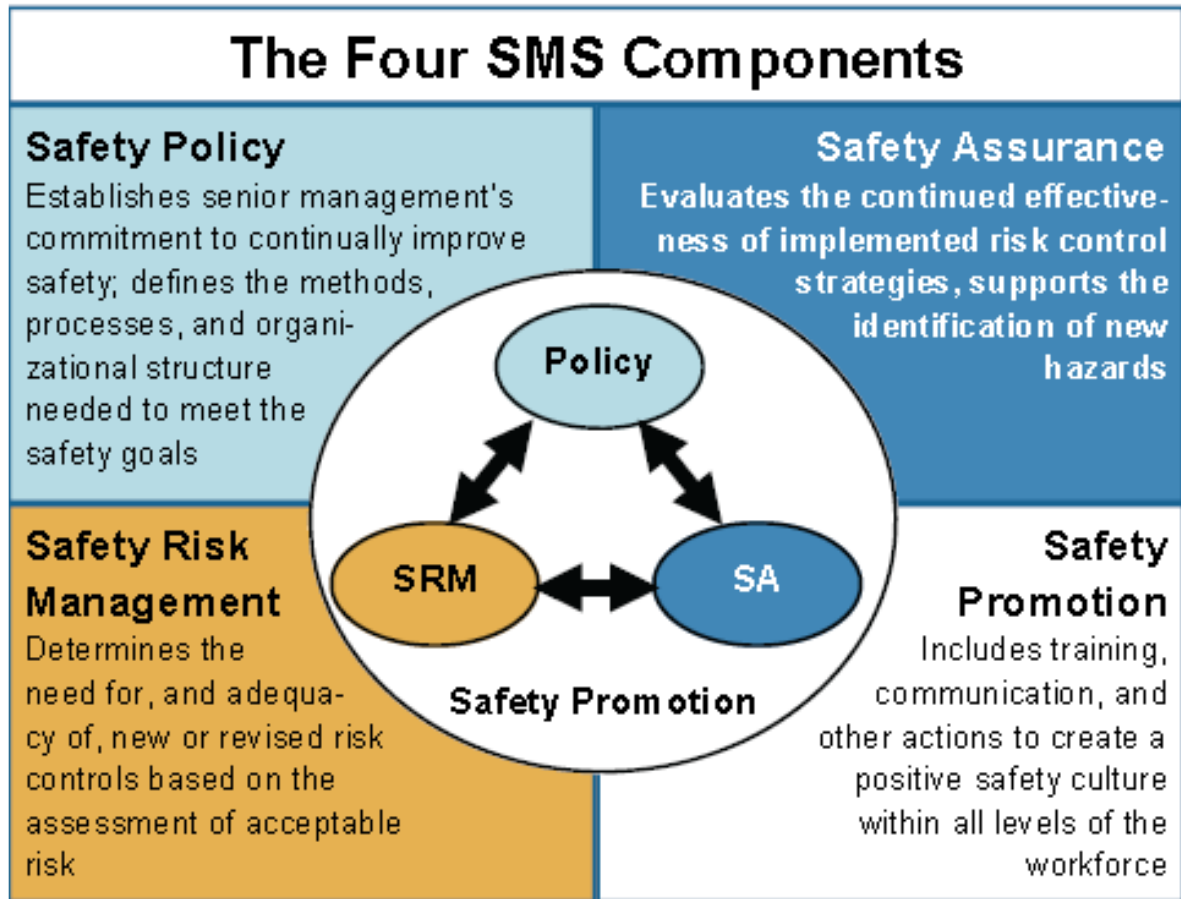 The Four SMS Components
Safety Policy
Establishes senior management's
commitment to continually improve
safety; defines the methods,
processes, and organi-
zational structure
needed to meet the
safety goals
Safety Assurance
Evaluates the continued effective-
ness of implemented risk control
strategies, supports the
identification of new
hazards
Policy
SRM
SA
Safety Promotion
Safety Risk
Management
Determines the
need for, and adequa-
cy of, new or revised risk
controls based on the
assessment of acceptable
risk
Safety
Promotion
Includes training,
communication, and
other actions to create a
positive safety culture
within all levels of the
workforce